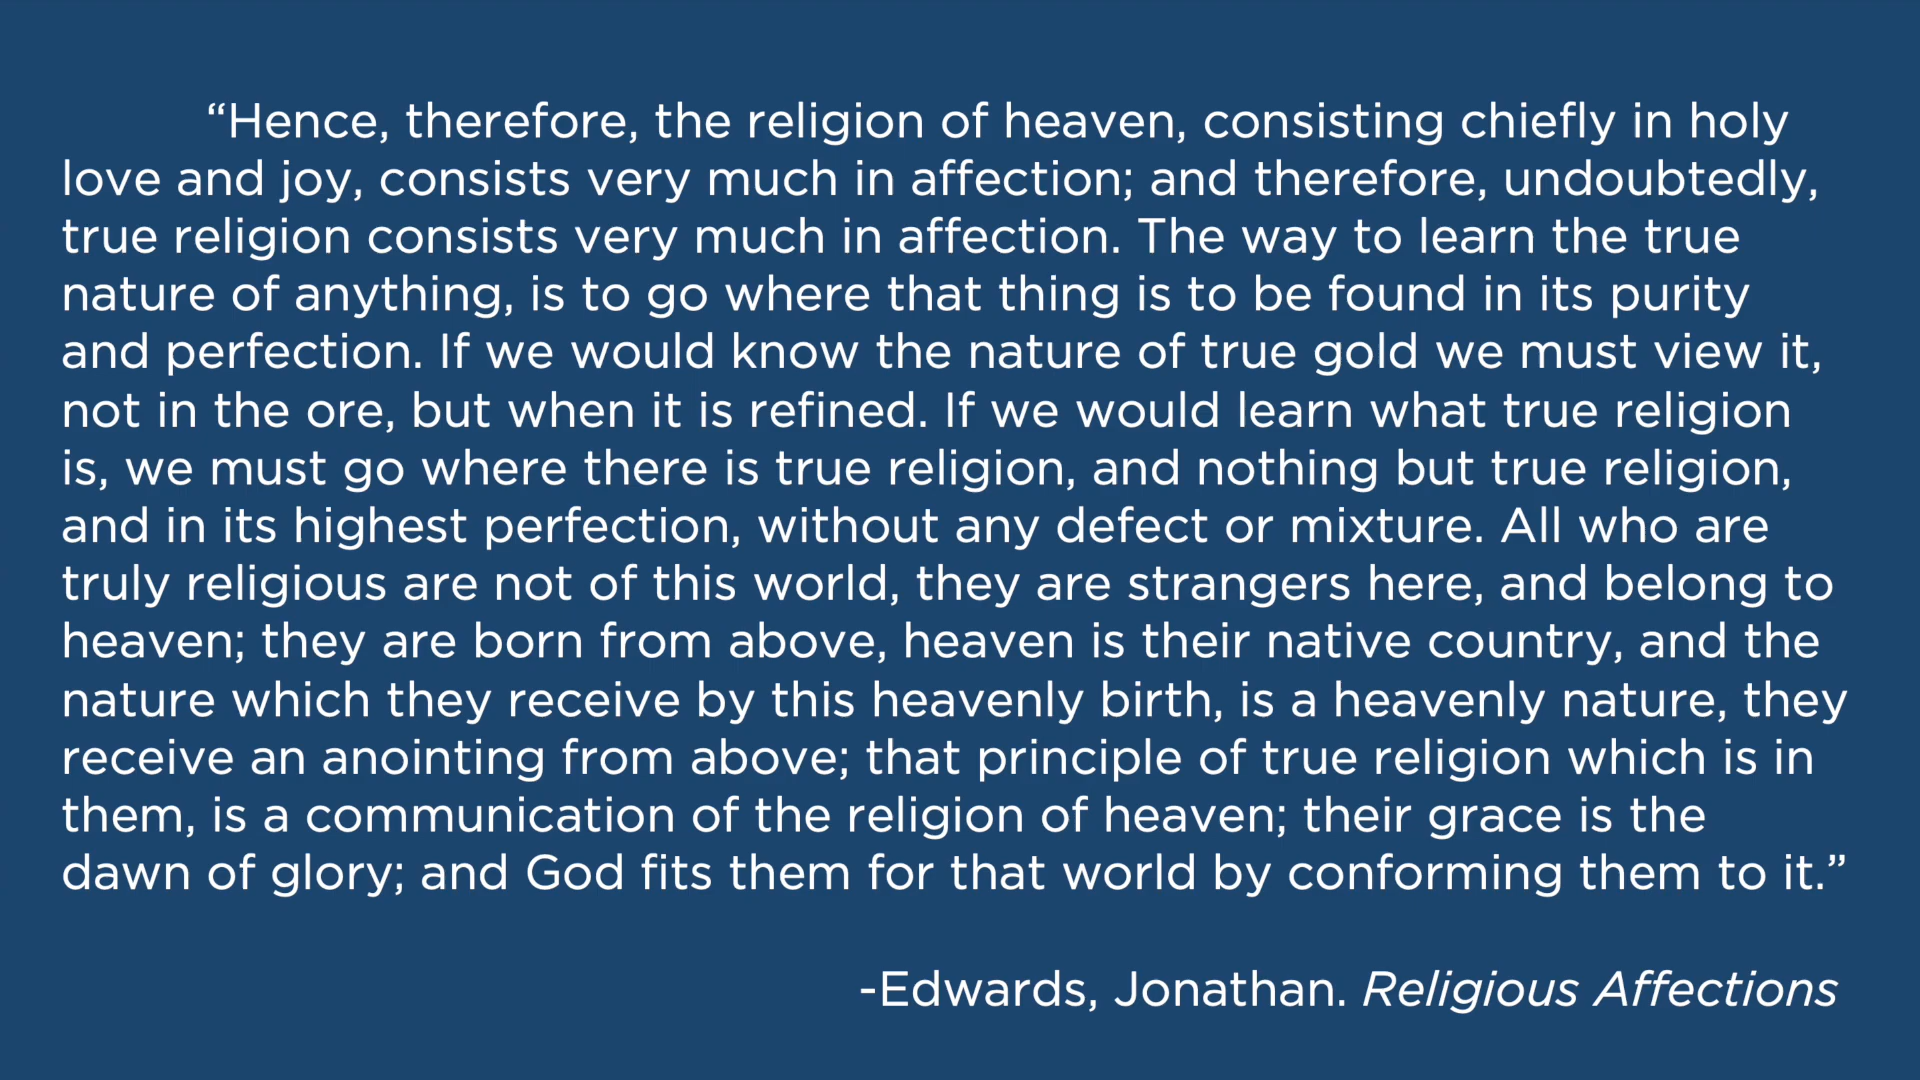 “Hence, therefore, the religion of heaven, consisting chiefly in holy
love and joy, consists very much in affection; and therefore, undoubtedly,
true religion consists very much in affection. The way to learn the true
nature of anything, is to go where that thing is to be found in its purity
and perfection. If we would know the nature of true gold we must view it,
not in the ore, but when it is refined. If we would learn what true religion
is, we must go where there is true religion, and nothing but true religion,
and in its highest perfection, without any defect or mixture. All who are
truly religious are not of this world, they are strangers here, and belong to
heaven; they are born from above, heaven is their native country, and the
nature which they receive by this heavenly birth, is a heavenly nature, they
receive an anointing from above; that principle of true religion which is in
them, is a communication of the religion of heaven; their grace is the
dawn of glory; and God fits them for that world by conforming them to it.”
-Edwards, Jonathan. Religious Affections